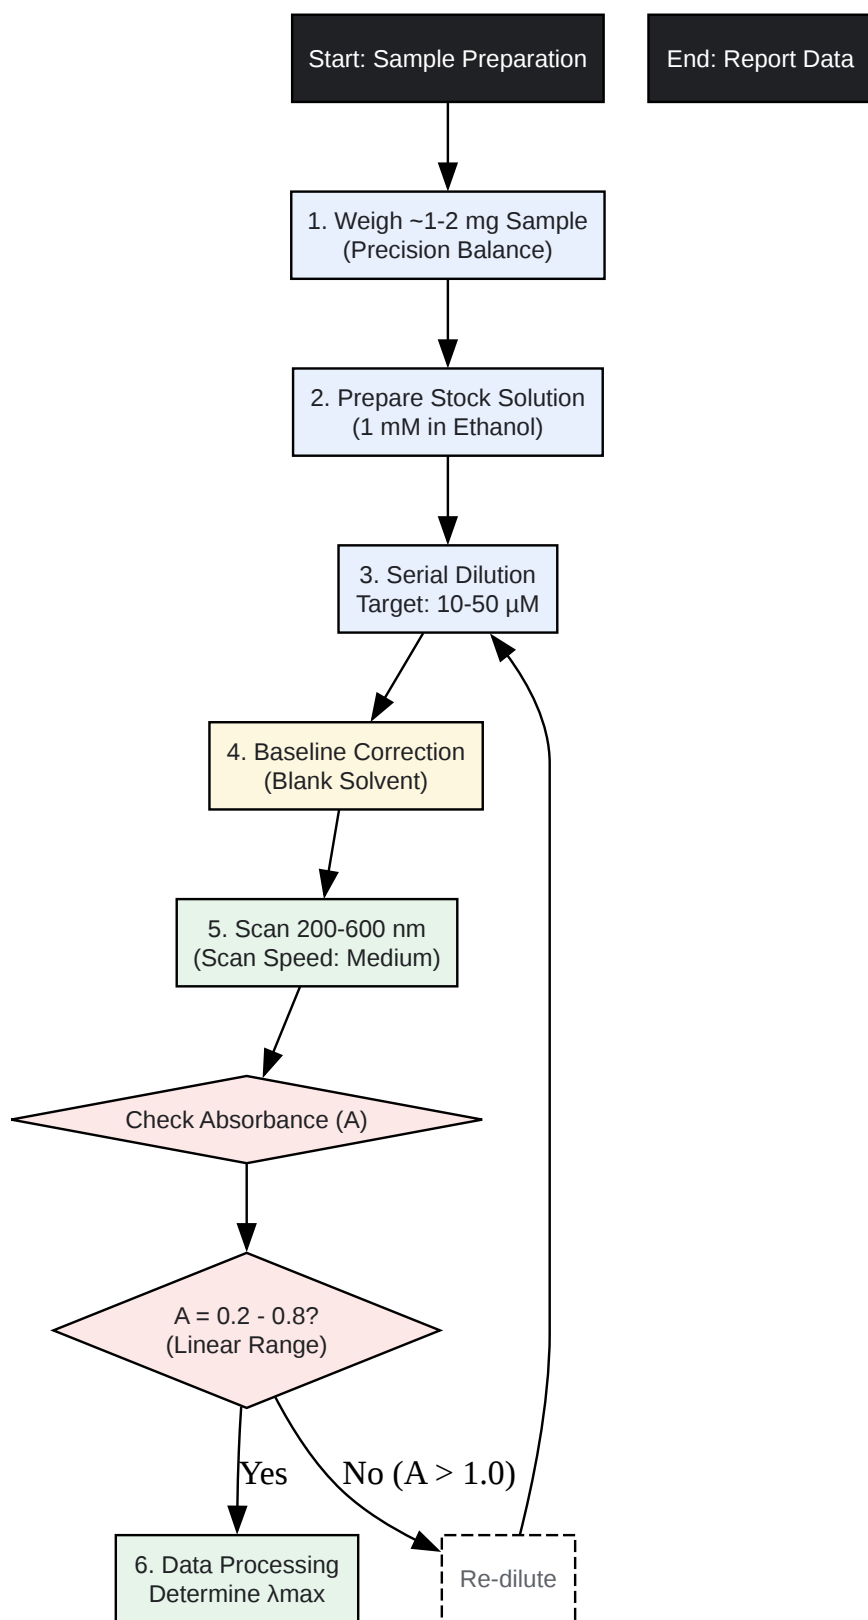 Start: Sample Preparation
End: Report Data
1. Weigh ~1-2 mg Sample
(Precision Balance)
2. Prepare Stock Solution
(1 mM in Ethanol)
3. Serial Dilution
Target: 10-50 µM
4. Baseline Correction
(Blank Solvent)
5. Scan 200-600 nm
(Scan Speed: Medium)
Check Absorbance (A)
A = 0.2 - 0.8?
(Linear Range)
Yes
No (A > 1.0)
6. Data Processing
Determine λmax
Re-dilute